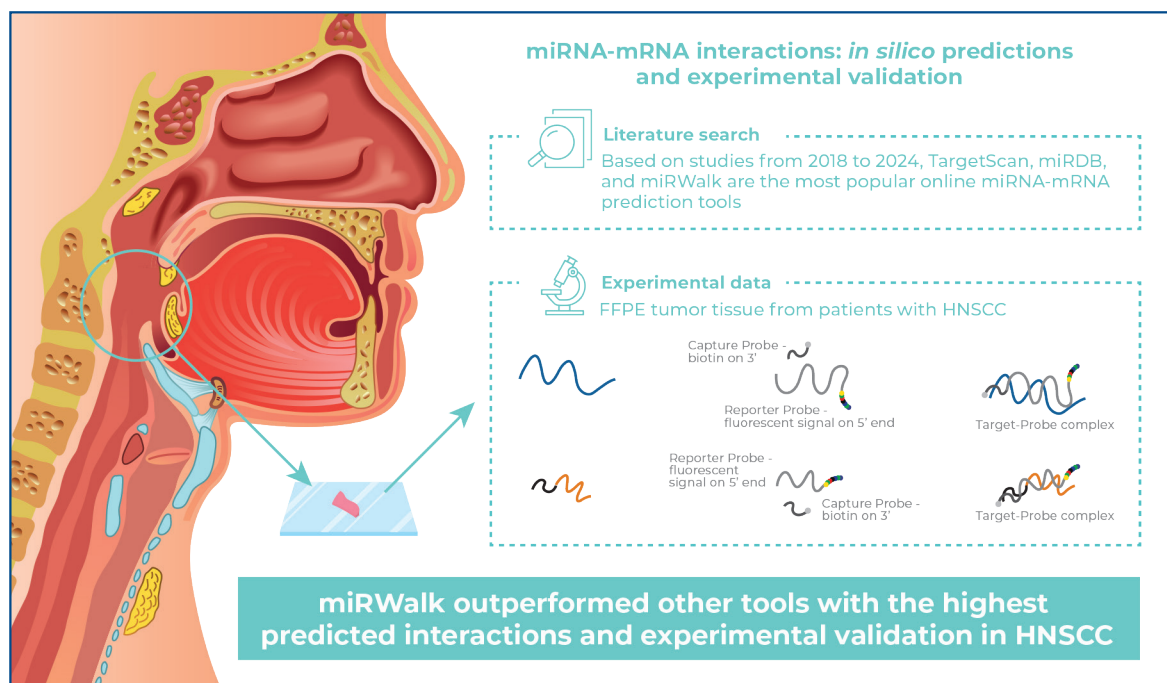 miRNA-mRNA interactions: in silico predictions
and experimental validation
Literature search
Based on studies from 2018 to 2024, TargetScan, miRDB,
and miRWalk are the most popular online miRNA-mRNA
prediction tools
Experimental data
FFPE tumor tissue from patients with HNSCC
Capture Probe -
biotin on 3’
Reporter Probe -
fluorescent signal on 5’ end
Target-Probe complex
Reporter Probe -
fluorescent
signal on 5’ end
Capture Probe -
biotin on 3’
Target-Probe complex
miRWalk outperformed other tools with the highest
predicted interactions and experimental validation in HNSCC